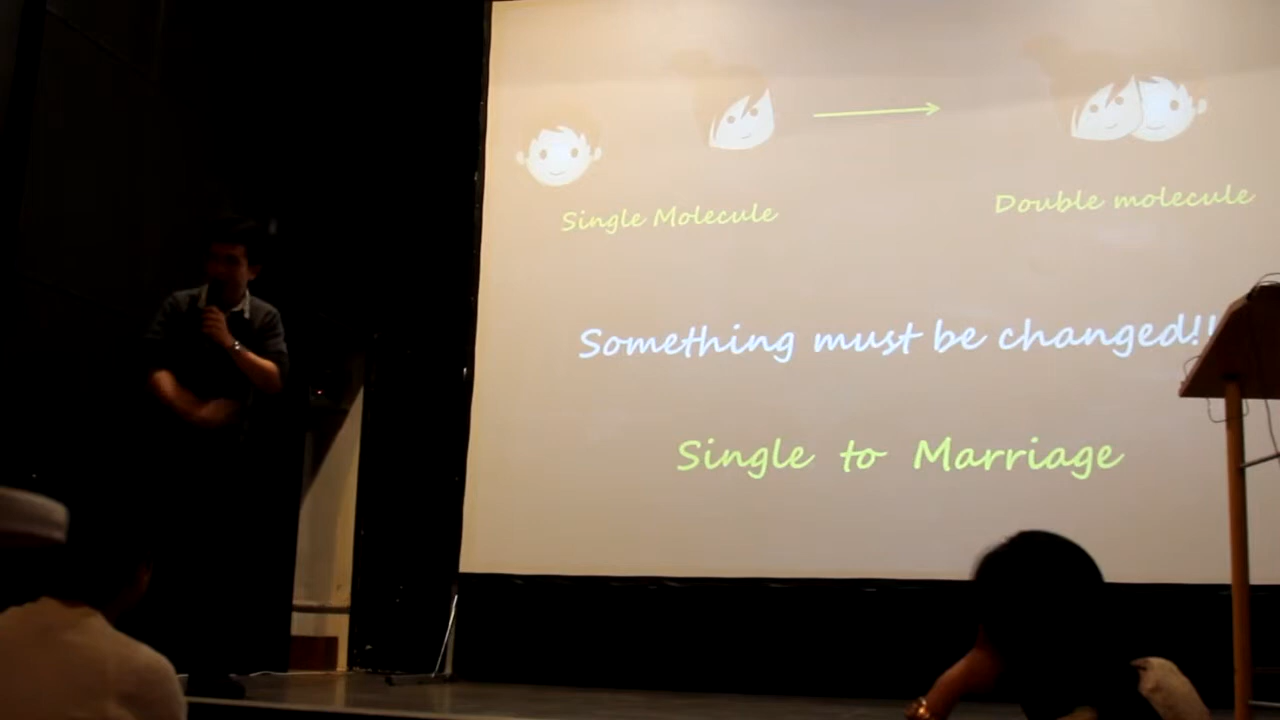 Single Molecule
Double molecule
Something must be changed!!
Single to Marriage